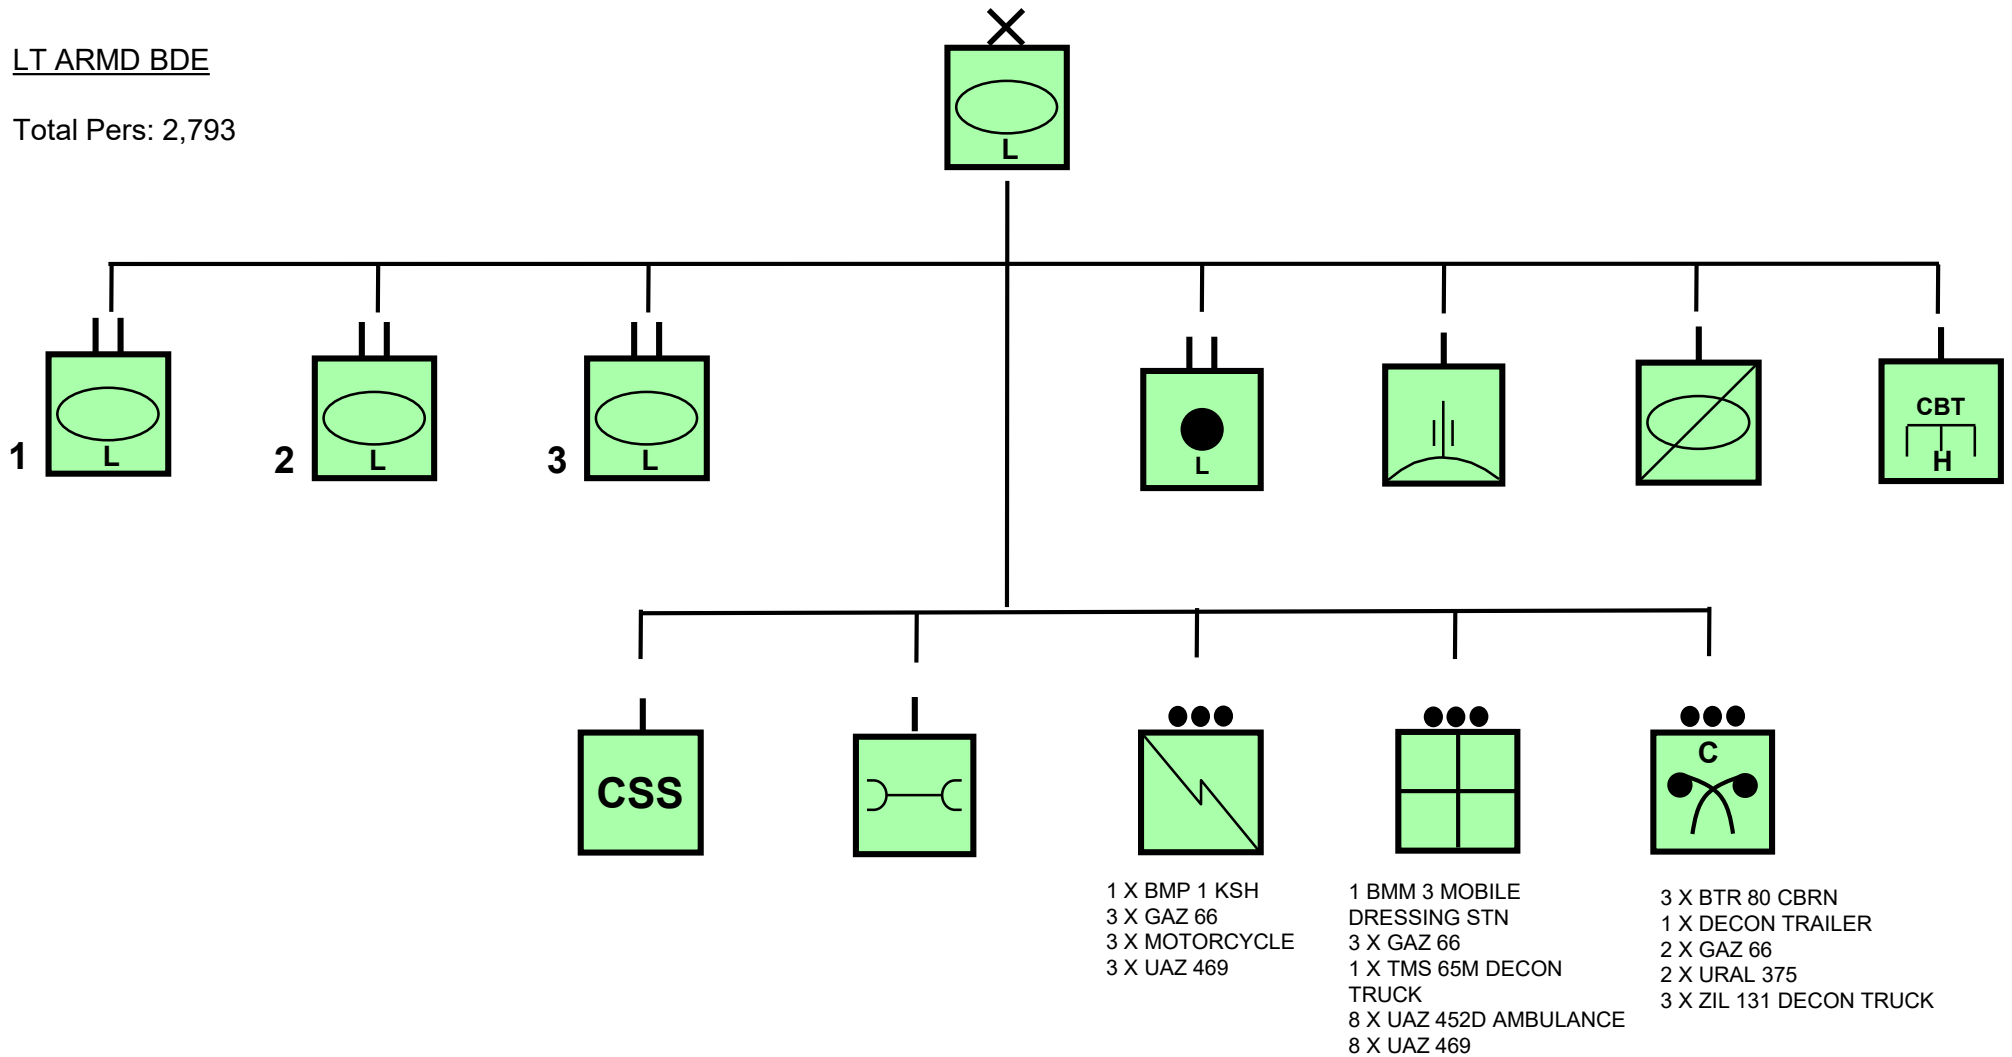 LT ARMD BDE
Total Pers: 2,793
L
1
L
2
L
3
L
L
CBT
H
CSS
C
1 X BMP 1 KSH
3 X GAZ 66
3 X MOTORCYCLE
3 X UAZ 469
1 BMM 3 MOBILE
DRESSING STN
3 X GAZ 66
1 X TMS 65M DECON
TRUCK
8 X UAZ 452D AMBULANCE
8 X UAZ 469
3 X BTR 80 CBRN
1 X DECON TRAILER
2 X GAZ 66
2 X URAL 375
3 X ZIL 131 DECON TRUCK